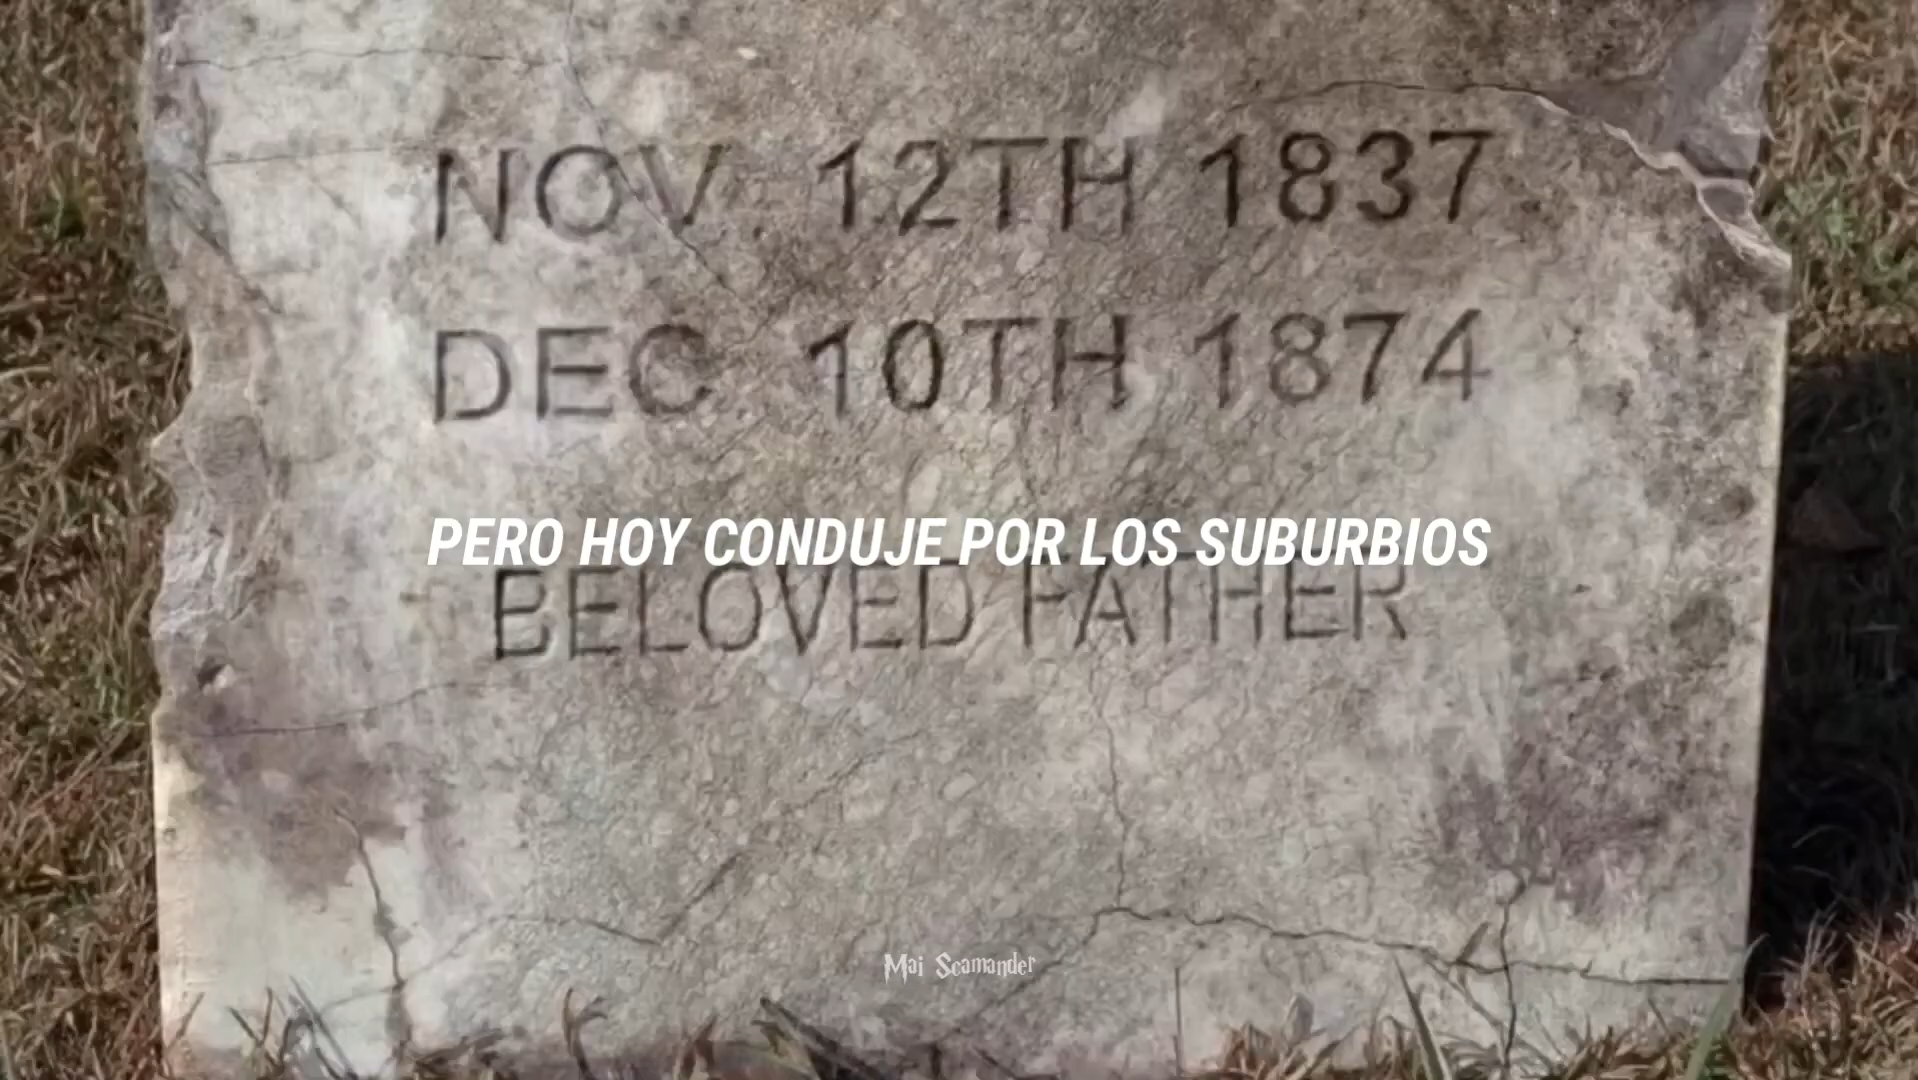 NOV. 12TH 1837
DEC. 10TH 1874
PERO HOY CONDUJE POR LOS SUBURBIOS
BELOVED FATHER
Mai Scamander